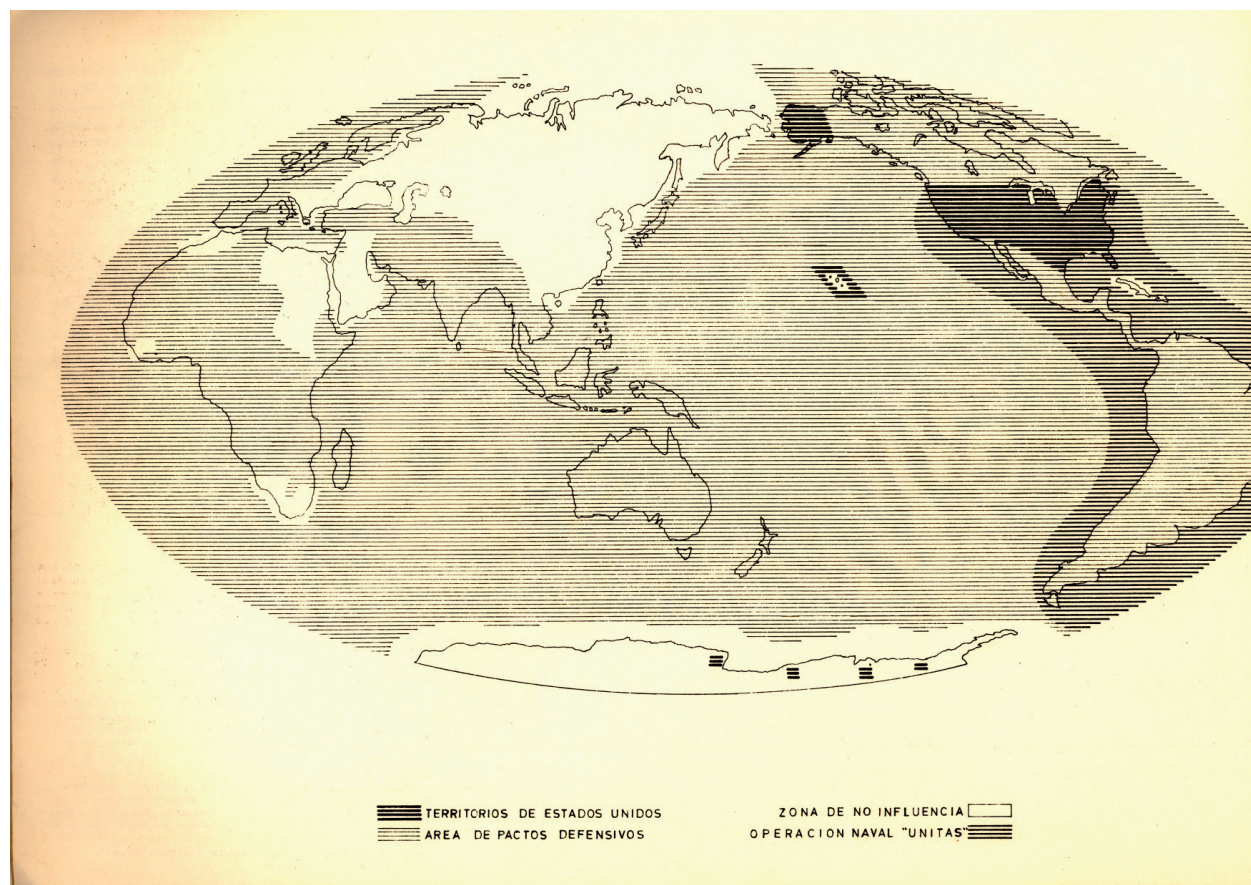 TERRITORIOS DE ESTADOS UNIDOS
AREA DE PACTOS DEFENSIVOS
ZONA DE NO INFLUENCIA
OPERACION NAVAL "UNITAS"